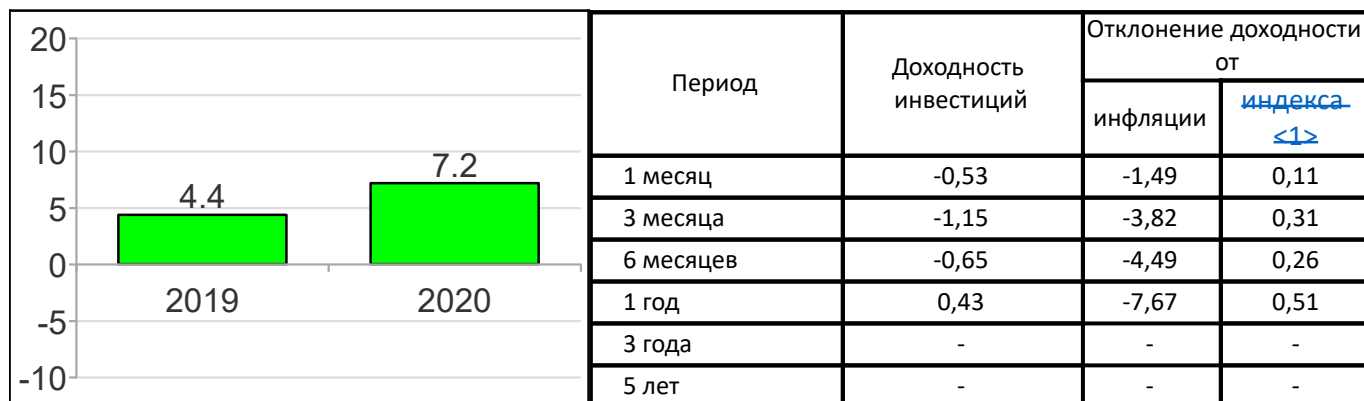 20
15
10
5
0
-5
-10
4.4
7.2
2019
2020
Период
Доходность
инвестиций
Отклонение доходности
от
инфляции
индекса
<1>
1 месяц -0,53 -1,49 0,11
3 месяца -1,15 -3,82 0,31
6 месяцев -0,65 -4,49 0,26
1 год 0,43 -7,67 0,51
3 года - - -
5 лет - - -